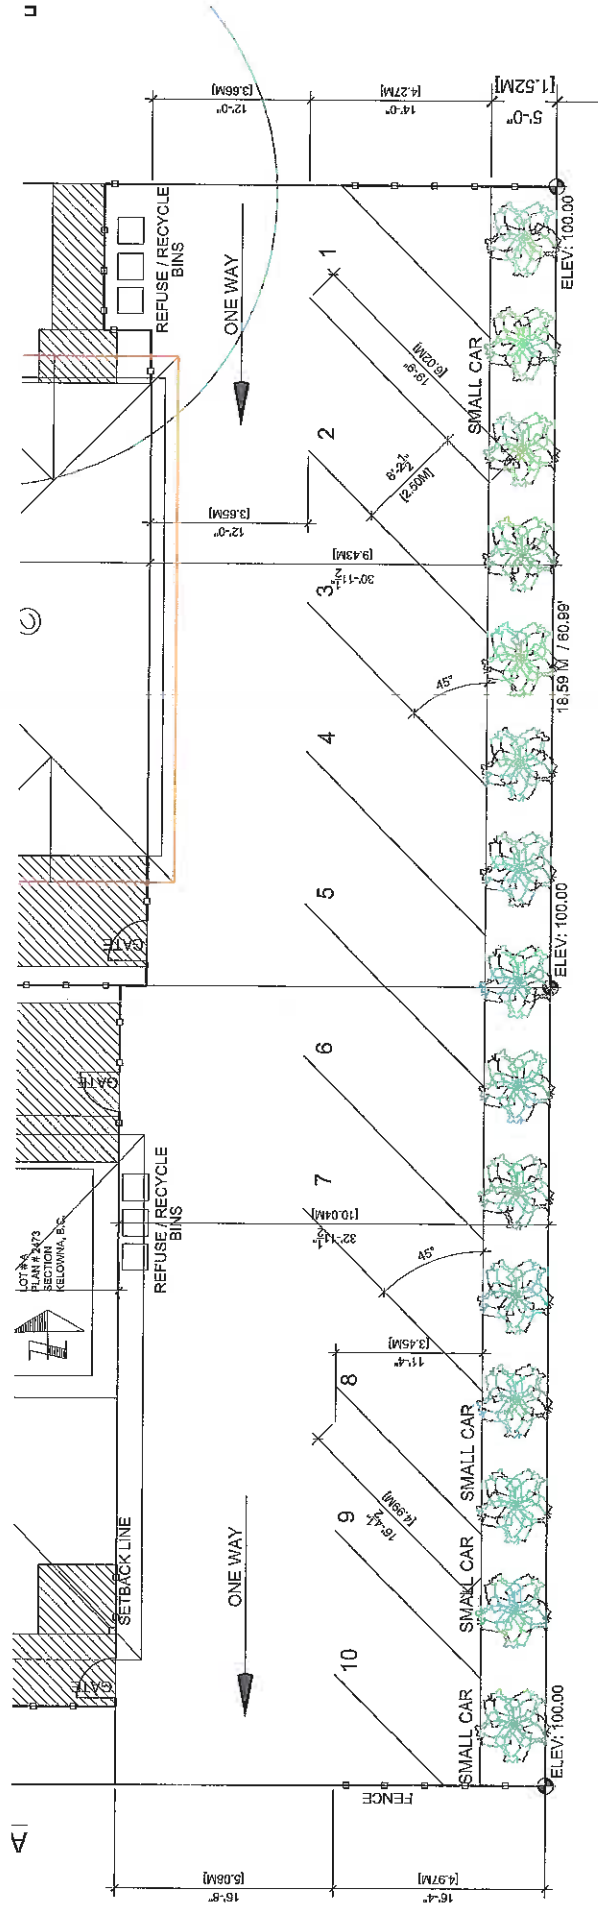 [3.66M]
12'-0"
[4.27M]
14'-0"
[1.52M]
5'-0"
REFUSE / RECYCLE
BINS
ONE WAY
ELEV: 100.00
1
[6.02M]
19'-9"
SMALL CAR
2
8'-2½"
[2.50M]
[3.65M]
12'-0"
[9.43M]
30'-11½"
C
3
45°
18.59 M / 60.99'
4
GATE
5
ELEV: 100.00
GATE
6
7
LOT # A
PLAN # 2473
SECTION
KELOWNA, B.C.
N
REFUSE / RECYCLE
BINS
[10.04M]
45°
[3.45M]
11'-4"
8
[4.99M]
16'-4½"
SMALL CAR
SETBACK LINE
ONE WAY
9
SMALL CAR
GATE
10
SMALL CAR
FENCE
ELEV: 100.00
A
[5.08M]
16'-8"
[4.97M]
16'-4"